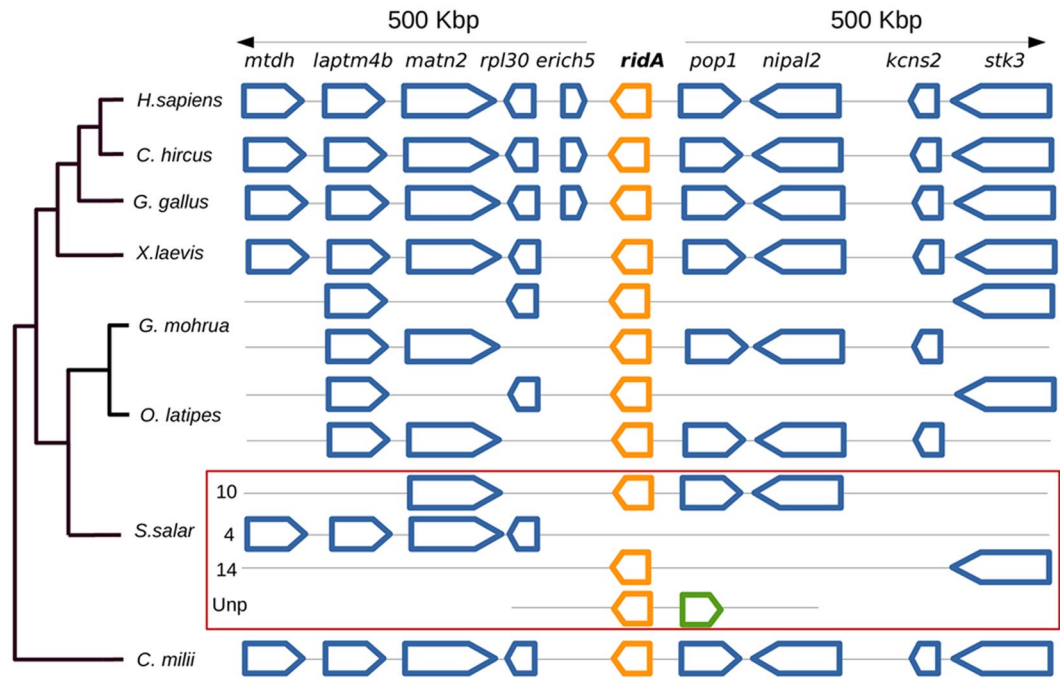 500 Kbp 500 Kbp
mtdh laptm4b matn2 rpl30 erich5 ridA pop1 nipal2 kcns2 stk3
H.sapiens
C. hircus
G. gallus
X.laevis
G. mohrua
O. latipes
10
S.salar 4
14
Unp
C. milii